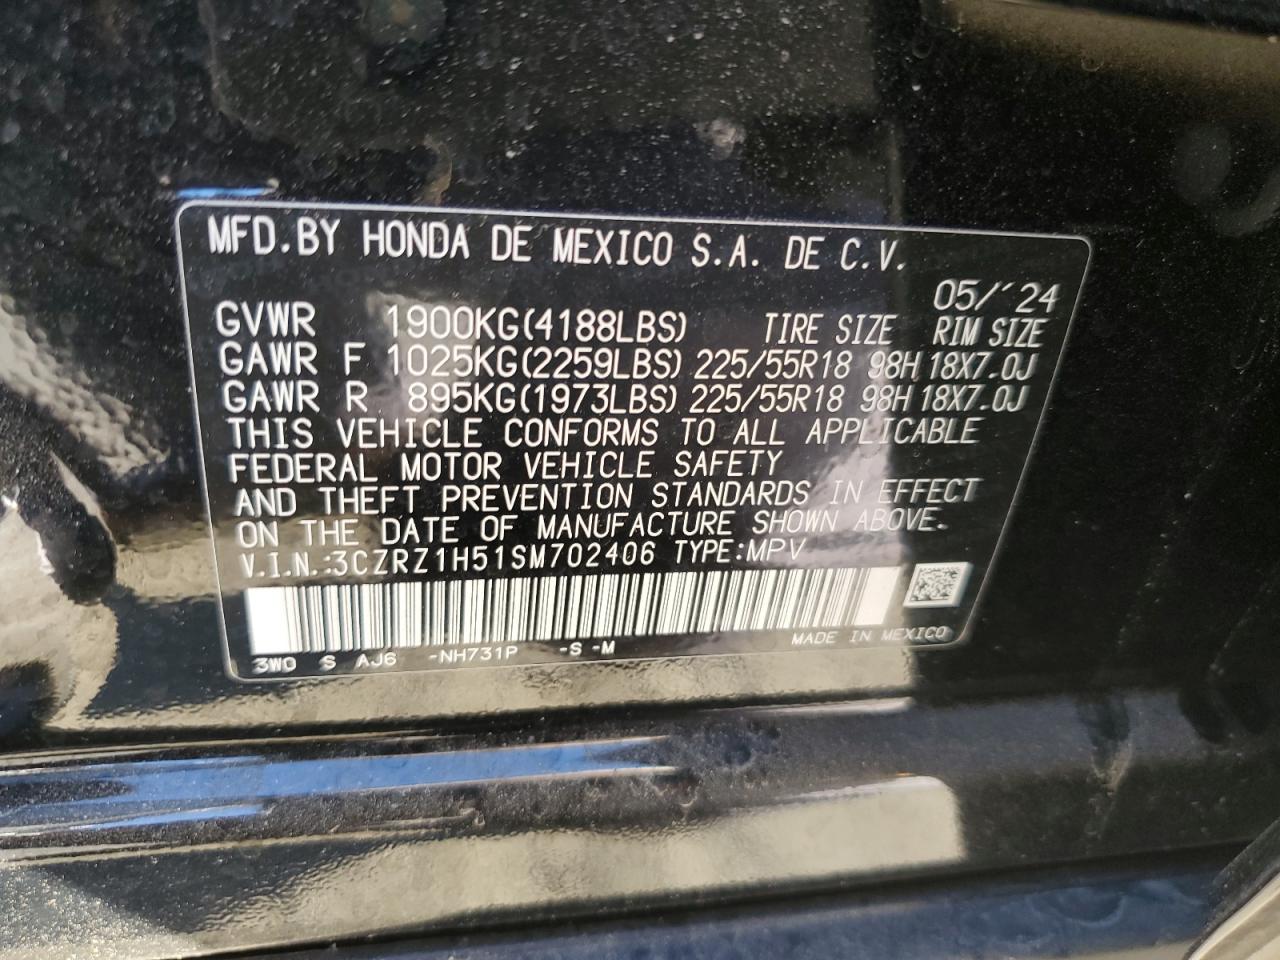 MFD.BY HONDA DE MEXICO S.A. DE C.V.
05/´24
GVWR 1900KG(4188LBS) TIRE SIZE RIM SIZE
GAWR F 1025KG(2259LBS) 225/55R18 98H 18X7.0J
GAWR R 895KG(1973LBS) 225/55R18 98H 18X7.0J
THIS VEHICLE CONFORMS TO ALL APPLICABLE
FEDERAL MOTOR VEHICLE SAFETY
AND THEFT PREVENTION STANDARDS IN EFFECT
ON THE DATE OF MANUFACTURE SHOWN ABOVE.
V.I.N.:3CZRZ1H51SM702406 TYPE:MPV
MADE IN MEXICO
3W0 S AJ6 -NH731P -S -M